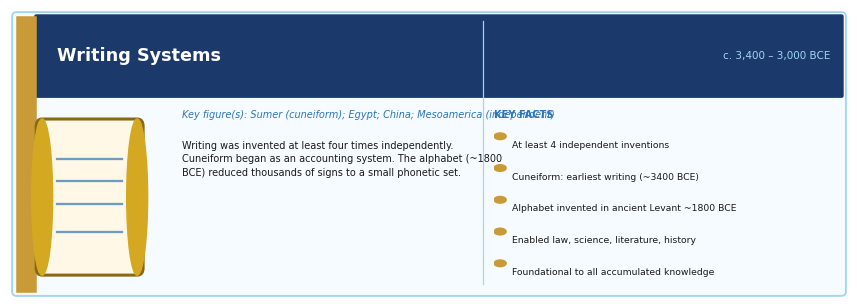 Writing Systems
c. 3,400 – 3,000 BCE
Key figure(s): Sumer (cuneiform); Egypt; China; Mesoamerica (independent)
Writing was invented at least four times independently.
Cuneiform began as an accounting system. The alphabet (~1800
BCE) reduced thousands of signs to a small phonetic set.
KEY FACTS
At least 4 independent inventions
Cuneiform: earliest writing (~3400 BCE)
Alphabet invented in ancient Levant ~1800 BCE
Enabled law, science, literature, history
Foundational to all accumulated knowledge